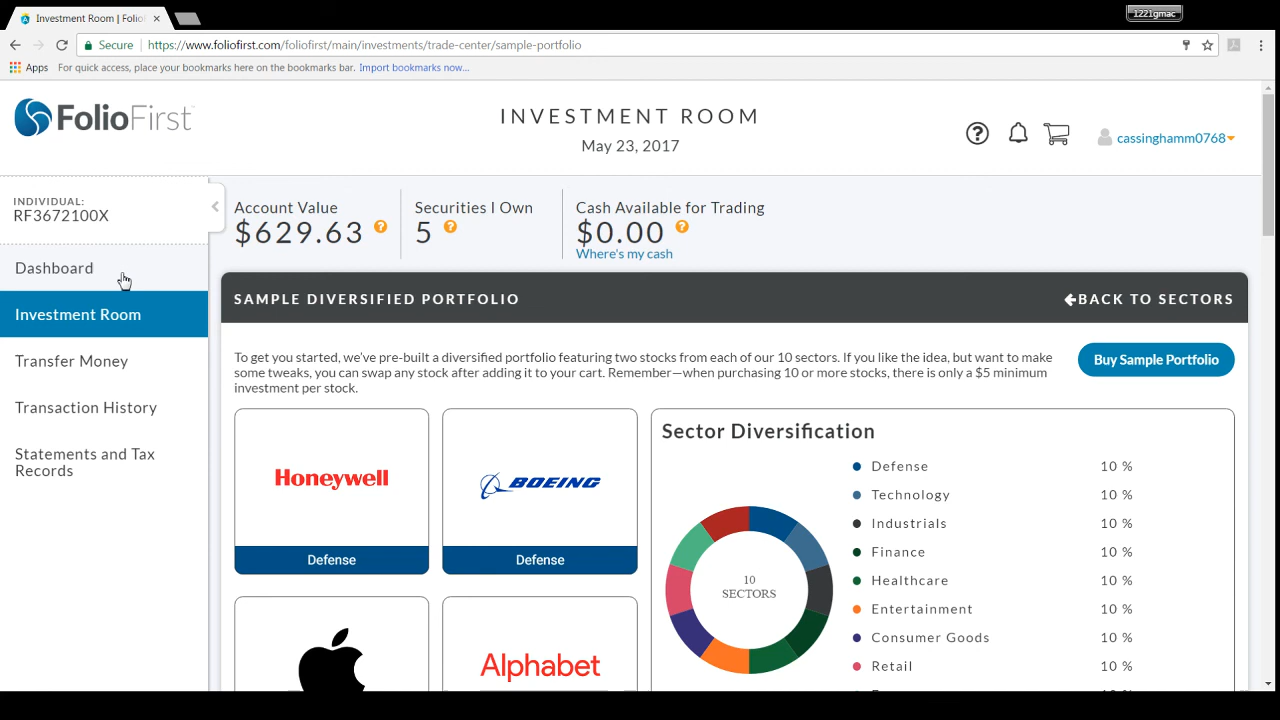 Investment Room | Folio
1221gmac
Secure
https://www.foliofirst.com/foliofirst/main/investments/trade-center/sample-portfolio
Apps
For quick access, place your bookmarks here on the bookmarks bar. Import bookmarks now...
FolioFirst
INVESTMENT ROOM
May 23, 2017
cassinghamm0768
INDIVIDUAL:
RF3672100X
Dashboard
Investment Room
Transfer Money
Transaction History
Statements and Tax
Records
Account Value
$629.63
Securities I Own
5
Cash Available for Trading
$0.00
Where's my cash
SAMPLE DIVERSIFIED PORTFOLIO
BACK TO SECTORS
To get you started, we've pre-built a diversified portfolio featuring two stocks from each of our 10 sectors. If you like the idea, but want to make
some tweaks, you can swap any stock after adding it to your cart. Remember—when purchasing 10 or more stocks, there is only a $5 minimum
investment per stock.
Buy Sample Portfolio
Honeywell
Defense
BOEING
Defense
Alphabet
Sector Diversification
10
SECTORS
Defense 10 %
Technology 10 %
Industrials 10 %
Finance 10 %
Healthcare 10 %
Entertainment 10 %
Consumer Goods 10 %
Retail 10 %